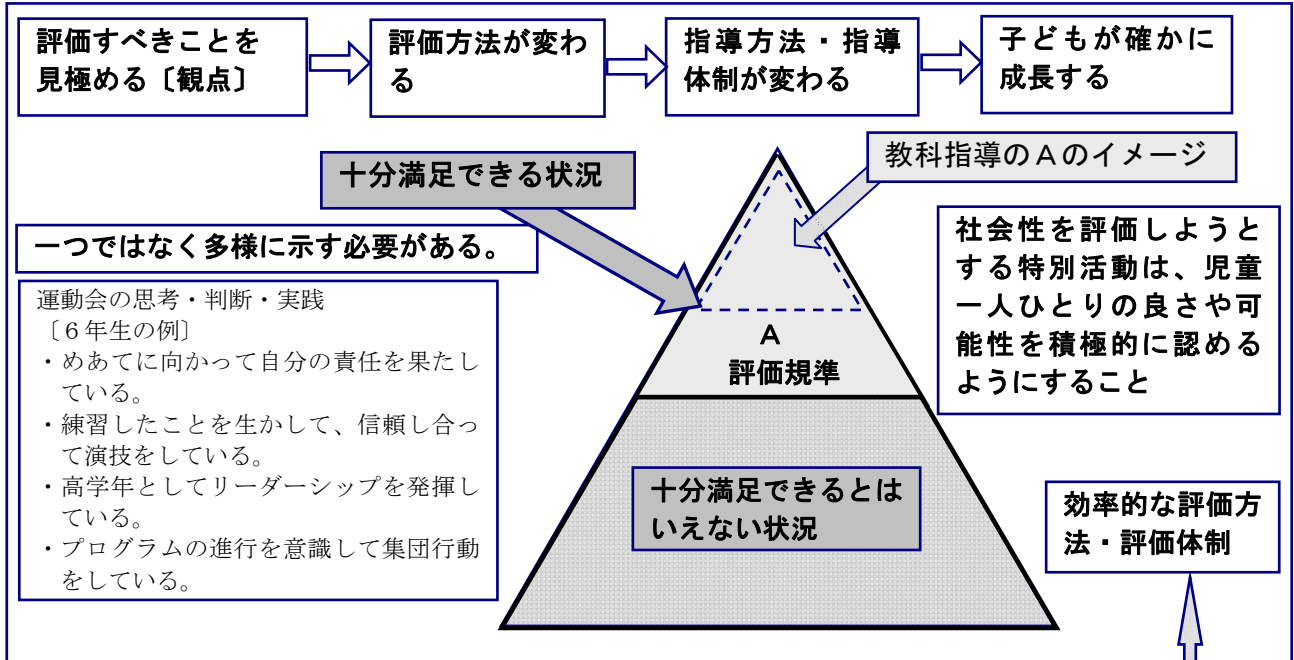 評価すべきことを
見極める〔観点〕
評価方法が変わ
る
指導方法・指導
体制が変わる
子どもが確かに
成長する
十分満足できる状況
教科指導のAのイメージ
一つではなく多様に示す必要がある。
運動会の思考・判断・実践
〔6年生の例〕
・めあてに向かって自分の責任を果たし
ている。
・練習したことを生かして、信頼し合っ
て演技をしている。
・高学年としてリーダーシップを発揮し
ている。
・プログラムの進行を意識して集団行動
をしている。
A
評価規準
社会性を評価しようと
する特別活動は、児童
一人ひとりの良さや可
能性を積極的に認める
ようにすること
十分満足できるとは
いえない状況
効率的な評価方
法・評価体制